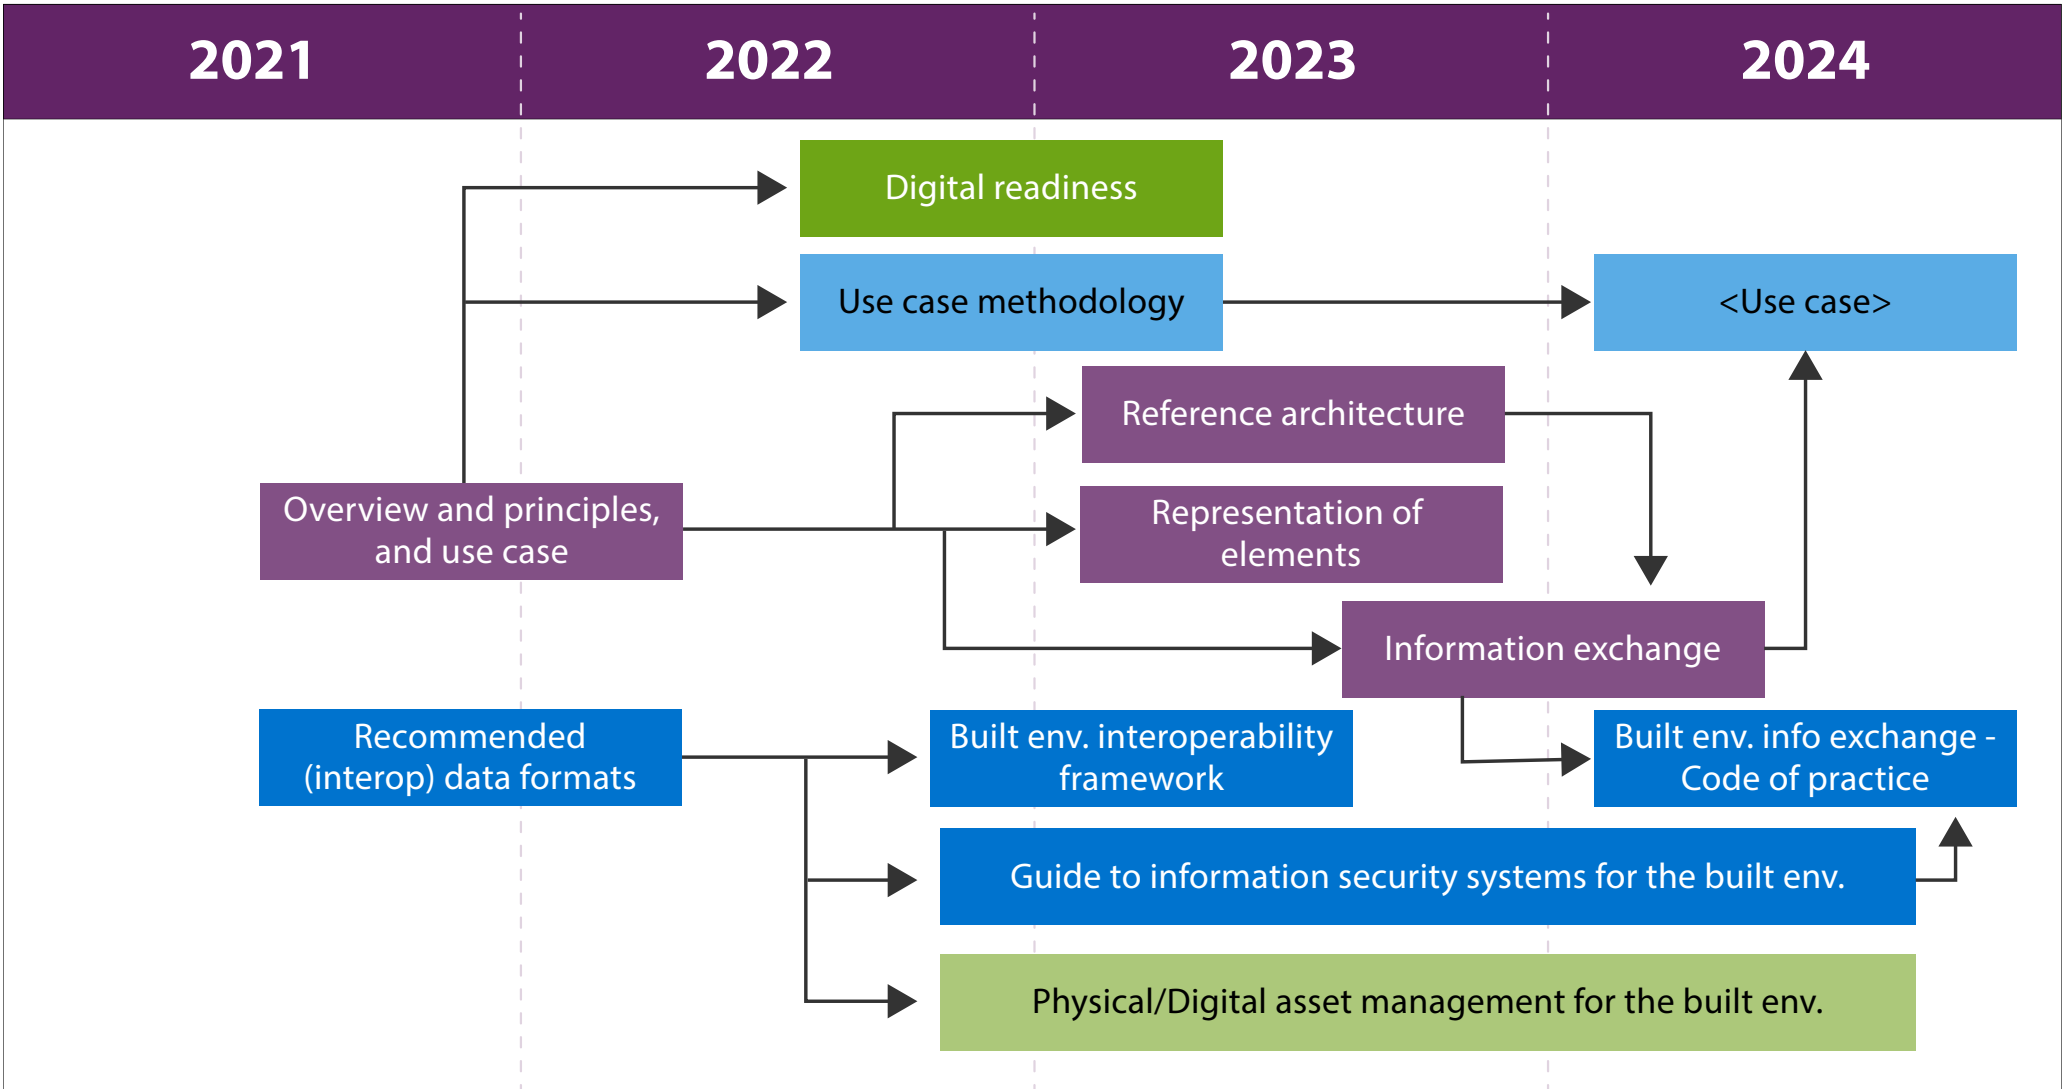 2021
2022
2023
2024
Digital readiness
Use case methodology
<Use case>
Reference architecture
Overview and principles,
and use case
Representation of
elements
Information exchange
Recommended
(interop) data formats
Built env. interoperability
framework
Built env. info exchange -
Code of practice
Guide to information security systems for the built env.
Physical/Digital asset management for the built env.